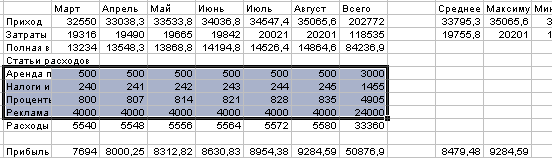 Март Апрель Май Июнь Июль Август Всего Среднее Максиму Мин
Приход 32550 33038,3 33533,8 34036,8 34547,4 35065,6 202772 33795,3 35065,6 3
Затраты 19316 19490 19665 19842 20021 20201 118535 19755,8 20201 1
Полная в 13234 13548,3 13868,8 14194,8 14526,4 14864,6 84236,9
Статьи расходов
Аренда п 500 500 500 500 500 500 3000
Налоги и 240 241 242 243 244 245 1455
Проценты 800 807 814 821 828 835 4905
Реклама 4000 4000 4000 4000 4000 4000 24000
Расходы 5540 5548 5556 5564 5572 5580 33360
Прибыль 7694 8000,25 8312,82 8630,83 8954,38 9284,59 50876,9 8479,48 9284,59